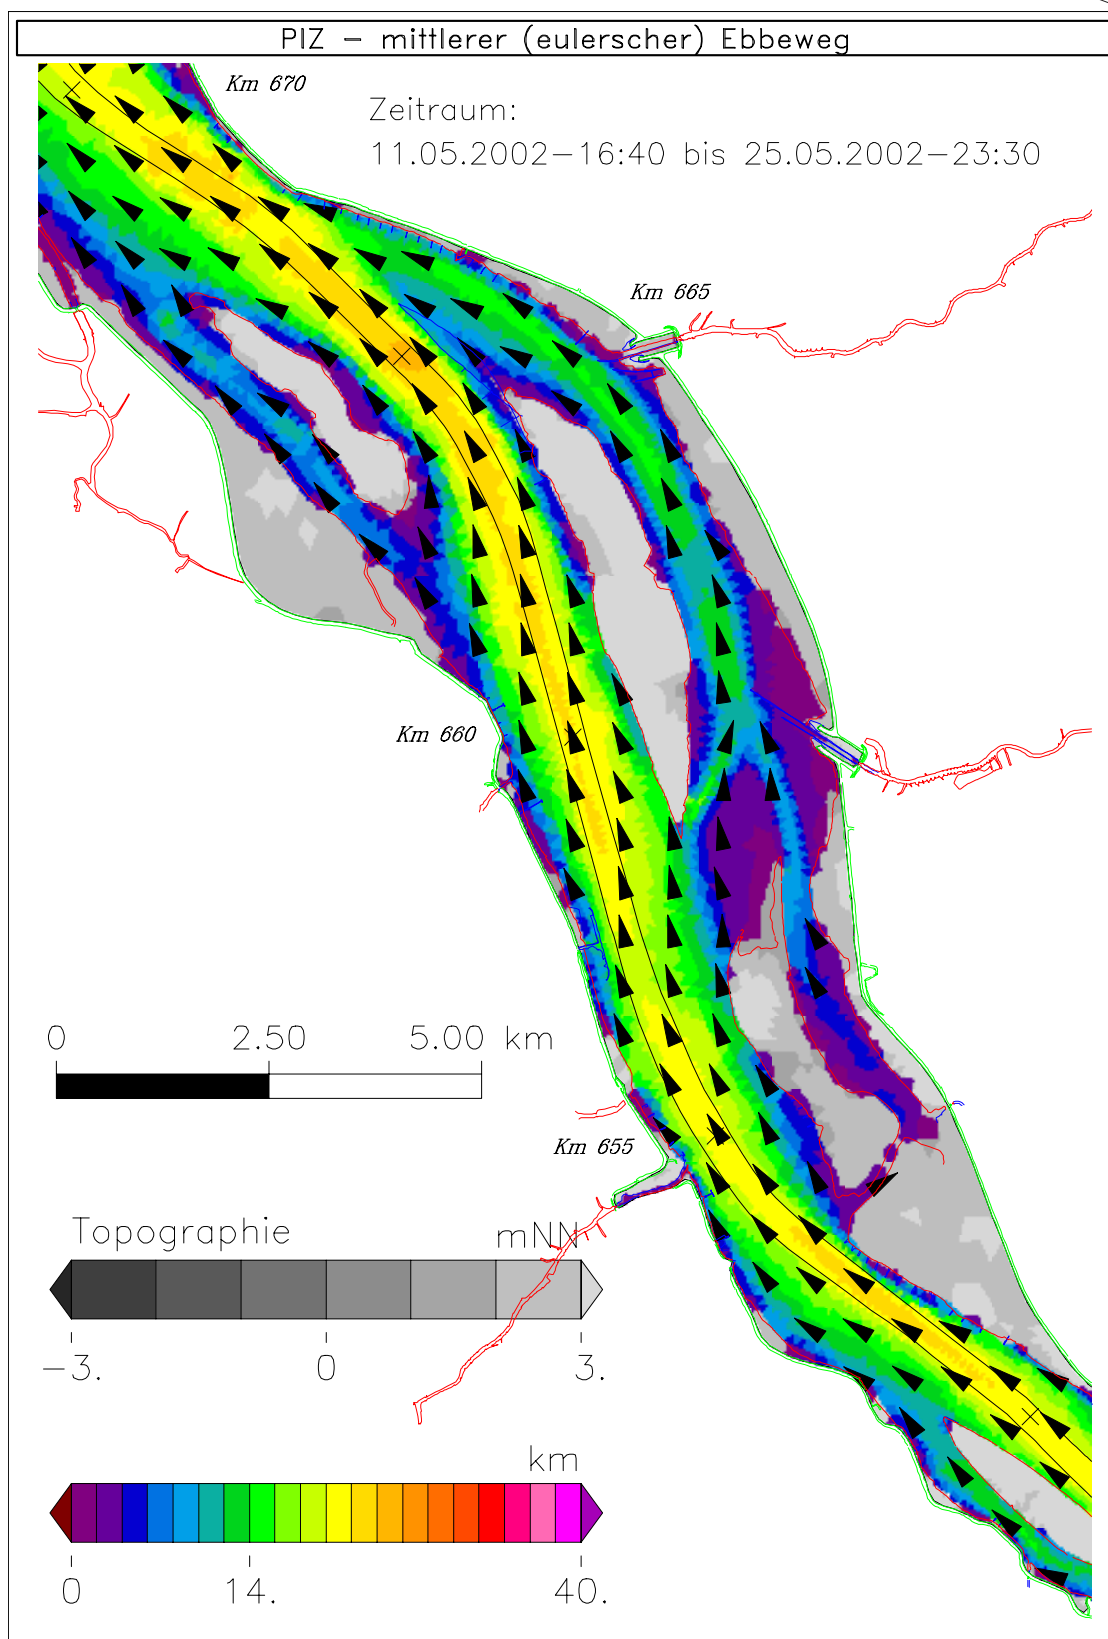 PIZ – mittlerer (eulerscher) Ebbeweg
Km 670
Zeitraum:
11.05.2002–16:40 bis 25.05.2002–23:30
Km 665
Km 660
0 2.50 5.00 km
Km 655
Topographie mNN
–3. 0 3.
km
0 14. 40.